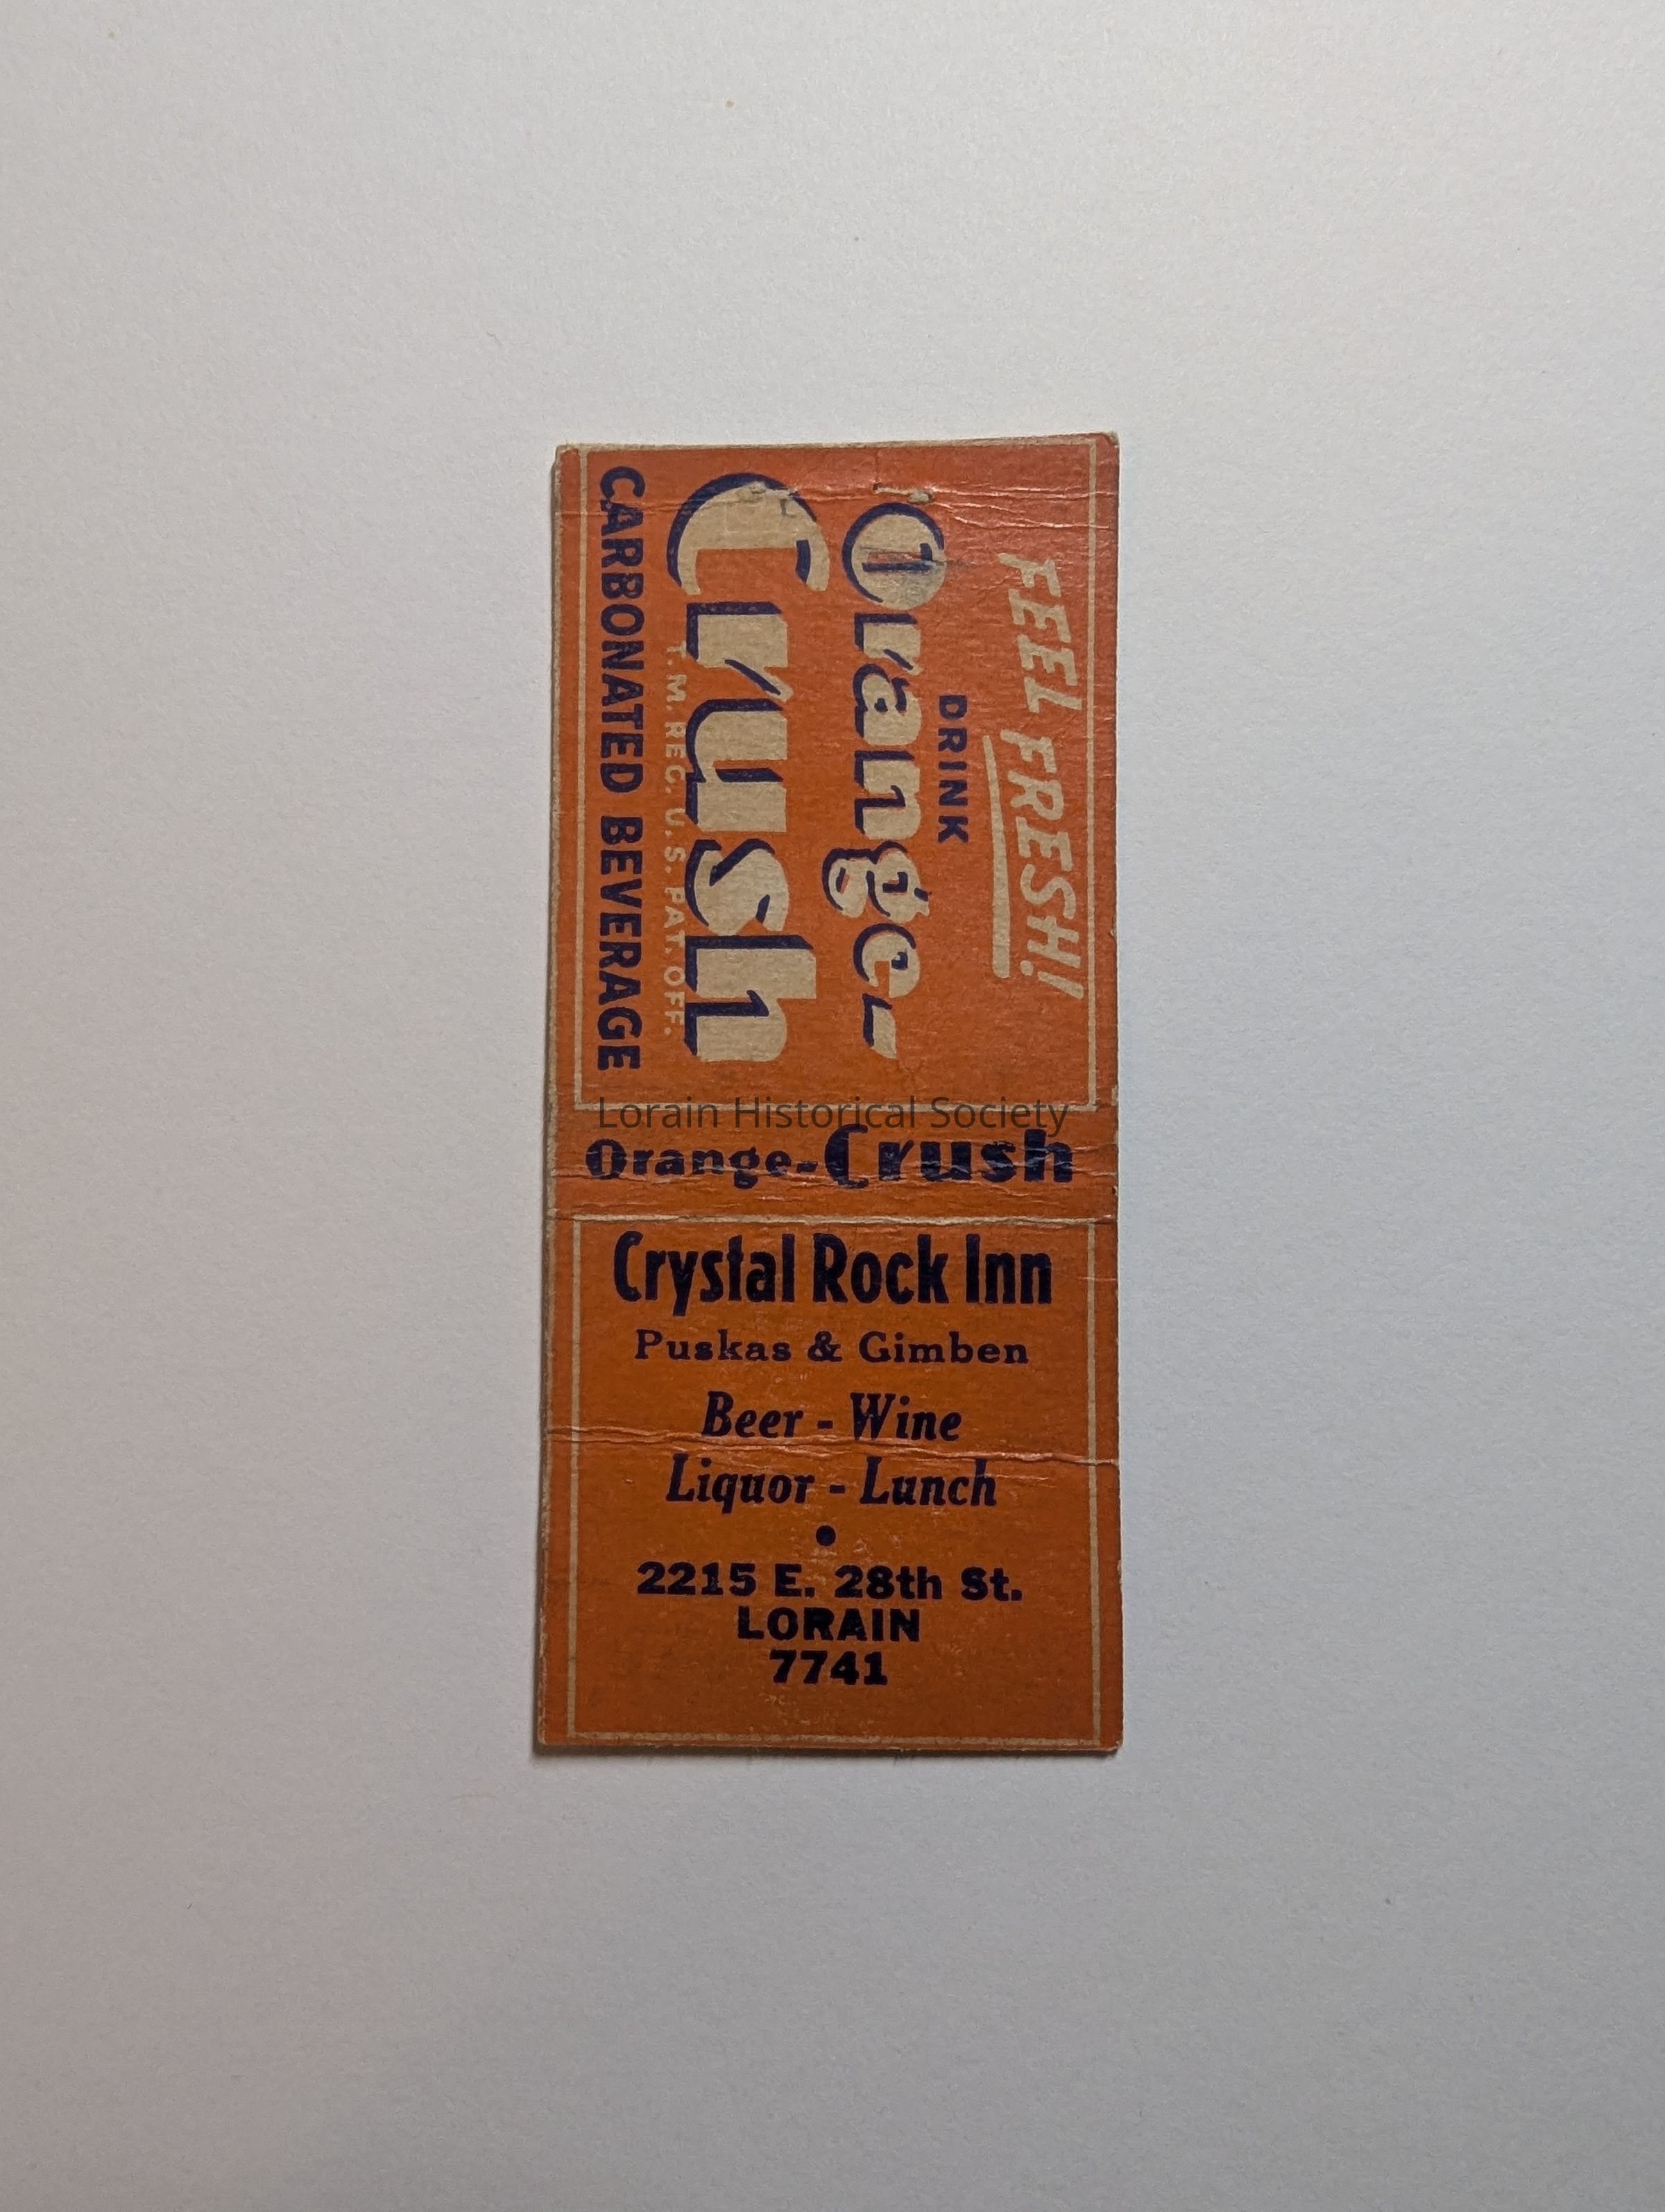 FEEL FRESH!
DRINK
Orange-
Crush
T. M. REG. U. S. PAT. OFF.
CARBONATED BEVERAGE
Lorain Historical Society
Orange-Crush
Crystal Rock Inn
Puskas & Gimben
Beer - Wine
Liquor - Lunch
2215 E. 28th St.
LORAIN
7741